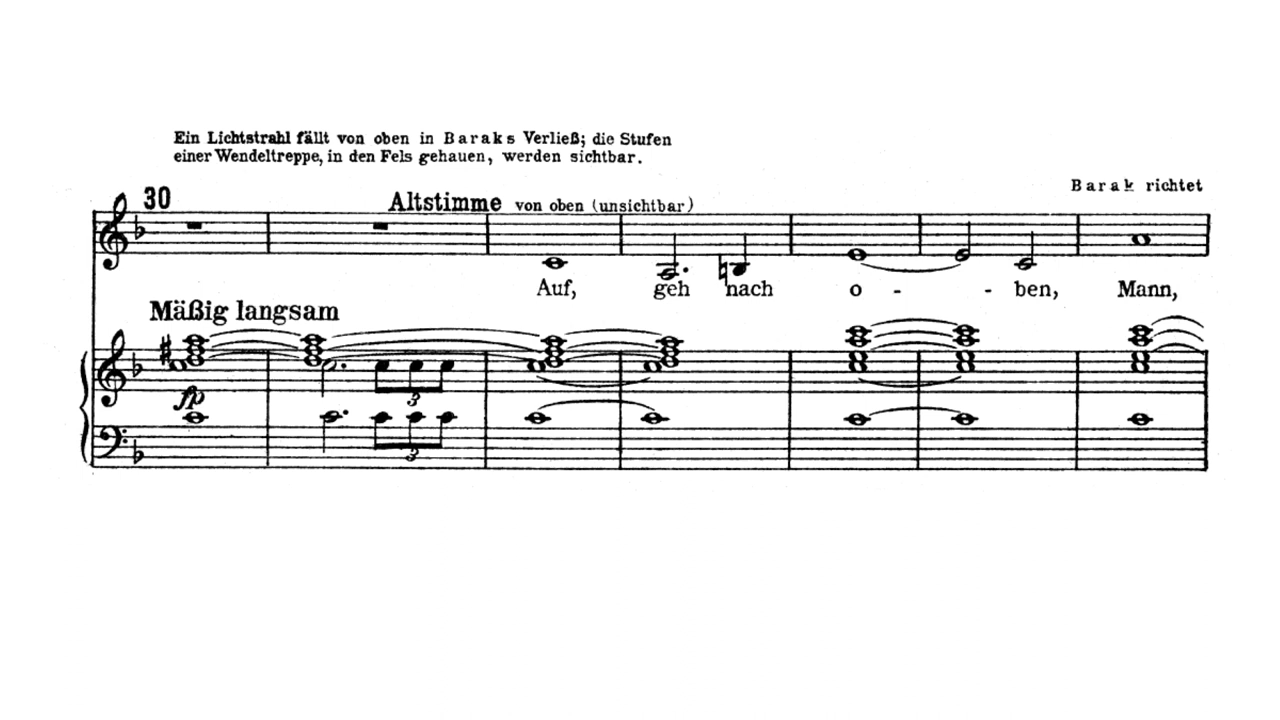 Ein Lichtstrahl fällt von oben in Baraks Verließ; die Stufen
einer Wendeltreppe, in den Fels gehauen, werden sichtbar.
Barak richtet
30
Altstimme von oben (unsichtbar)
Auf, geh nach o - - ben, Mann,
Mäßig langsam
fp
3
3